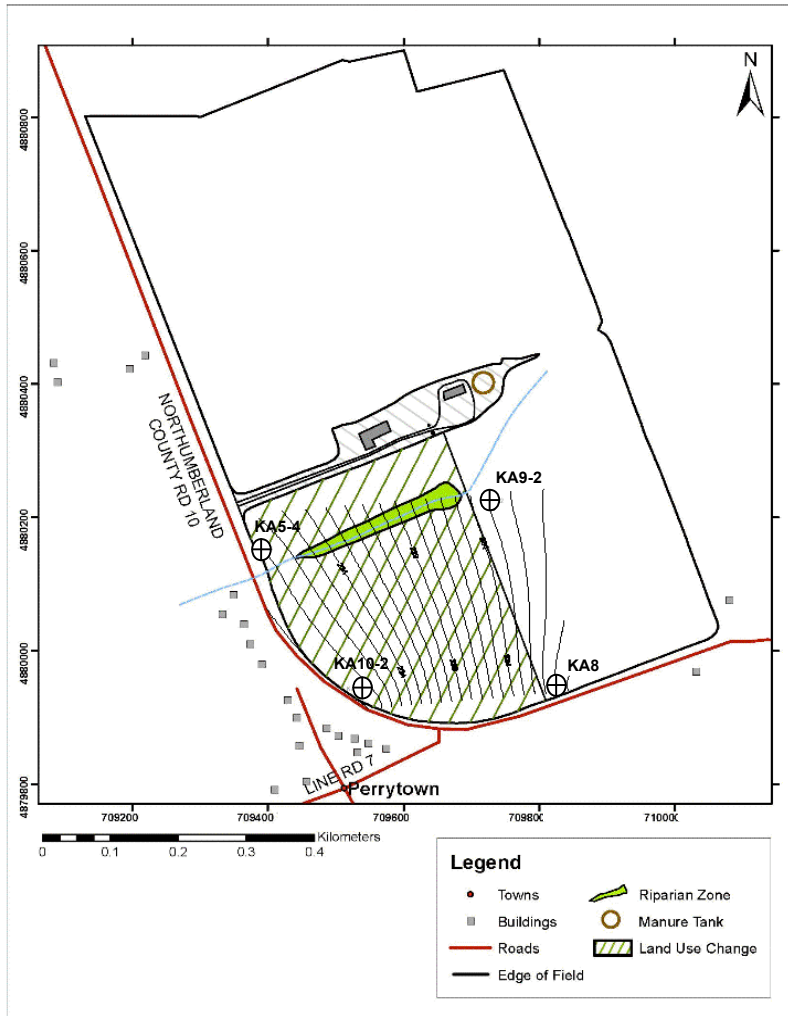 N
4880800
4880600
4880400
4880200
4880000
4879800
NORTHUMBERLAND
COUNTY RD 10
KA9-2
KA5-4
KA10-2
KA8
LINE RD 7
Perrytown
709200
709400
709600
709800
710000
Kilometers
0 0.1 0.2 0.3 0.4
Legend
Towns
Buildings
Roads
Edge of Field
Riparian Zone
Manure Tank
Land Use Change